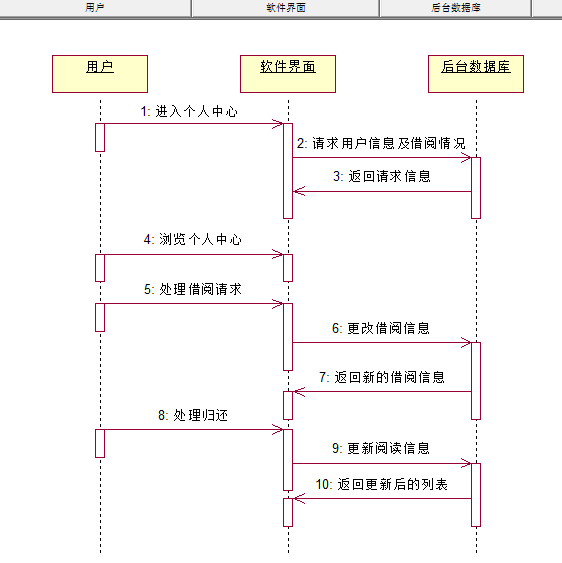 用户 软件界面 后台数据库
用户 软件界面 后台数据库
1: 进入个人中心
2: 请求用户信息及借阅情况
3: 返回请求信息
4: 浏览个人中心
5: 处理借阅请求
6: 更改借阅信息
7: 返回新的借阅信息
8: 处理归还
9: 更新阅读信息
10: 返回更新后的列表